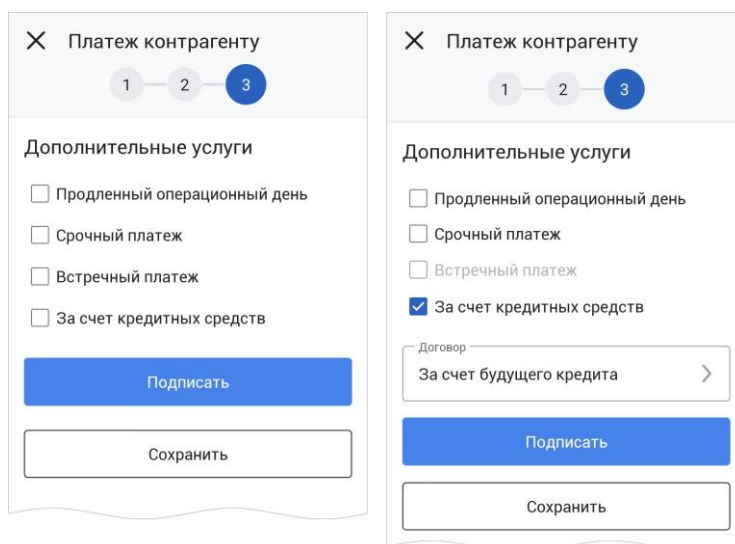 Платеж контрагенту
1
2
3
Дополнительные услуги
Продленный операционный день
Срочный платеж
Встречный платеж
За счет кредитных средств
Подписать
Сохранить
Платеж контрагенту
1
2
3
Дополнительные услуги
Продленный операционный день
Срочный платеж
Встречный платеж
За счет кредитных средств
Договор
За счет будущего кредита
Подписать
Сохранить